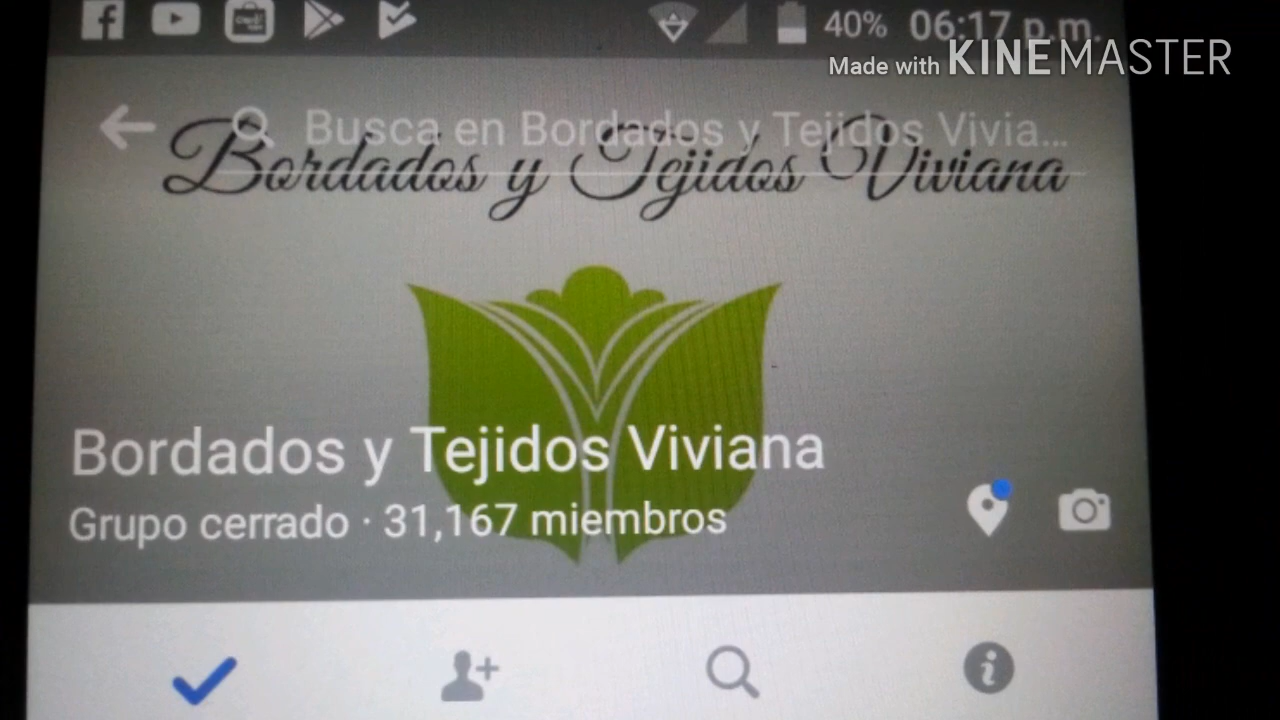 40% 06:17 p.m.
Made with KINEMASTER
Busca en Bordados y Tejidos Vivia...
Bordados y Tejidos Viviana
Bordados y Tejidos Viviana
Grupo cerrado · 31,167 miembros